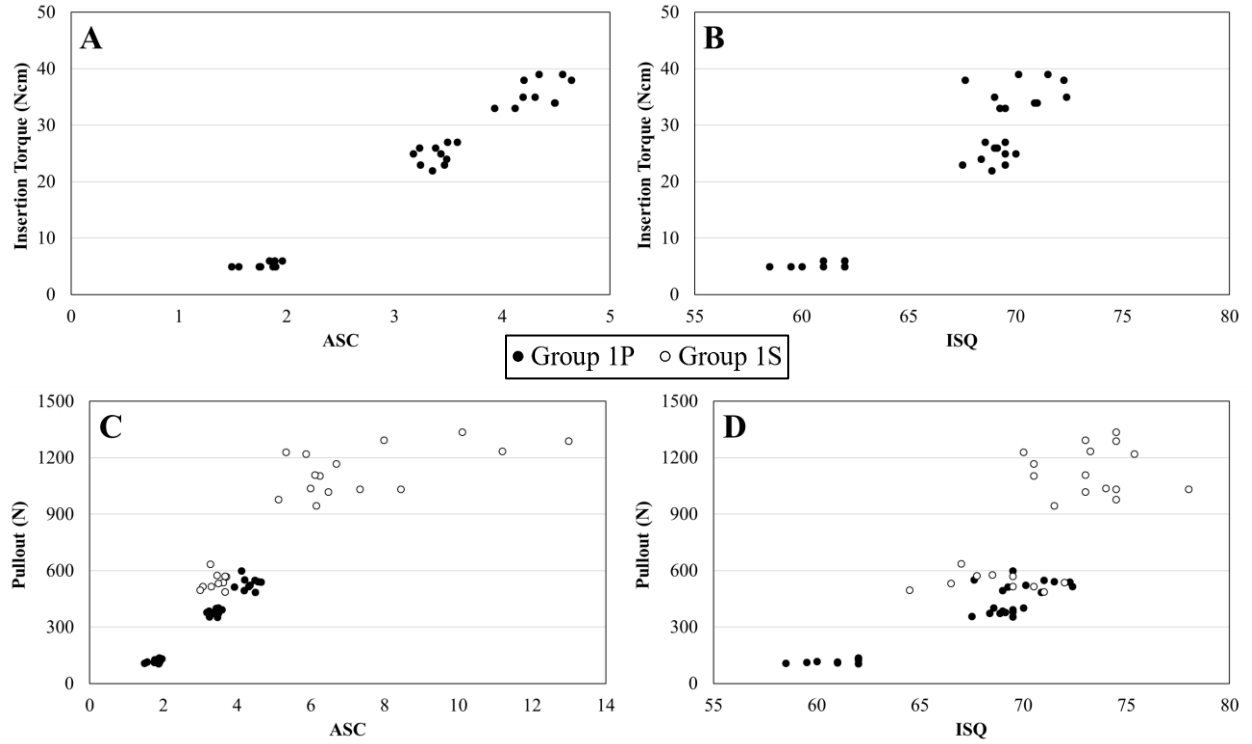 A
Insertion Torque (Ncm)
50
40
30
20
10
0
0 1 2 3 4 5
ASC
B
Insertion Torque (Ncm)
50
40
30
20
10
0
55 60 65 70 75 80
ISQ
Group 1P Group 1S
C
Pullout (N)
1500
1200
900
600
300
0
0 2 4 6 8 10 12 14
ASC
D
Pullout (N)
1500
1200
900
600
300
0
55 60 65 70 75 80
ISQ